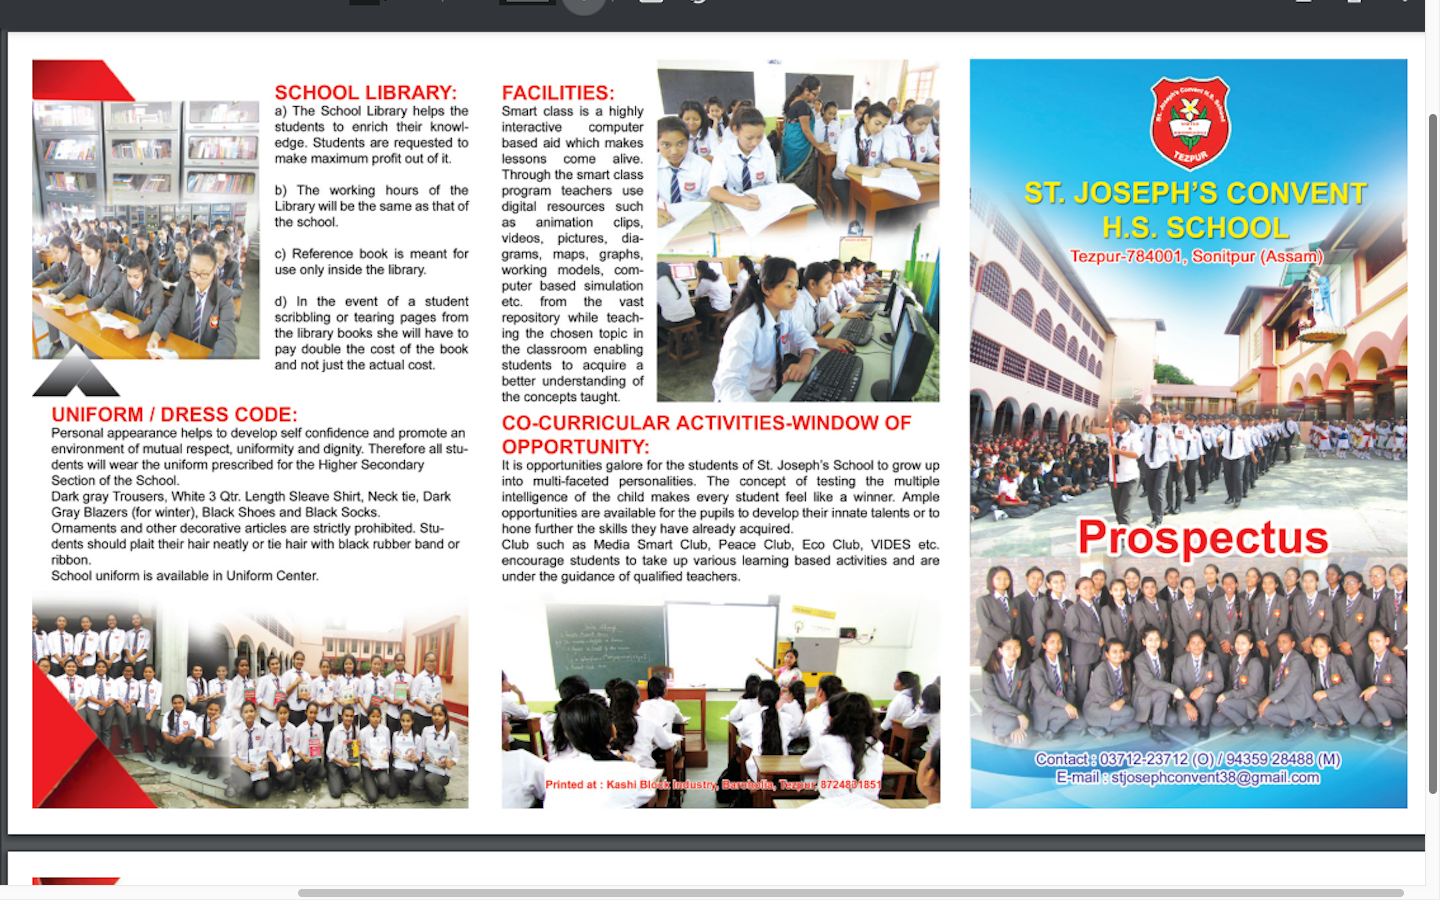 SCHOOL LIBRARY:
a) The School Library helps the
students to enrich their knowl-
edge. Students are requested to
make maximum profit out of it.
b) The working hours of the
Library will be the same as that of
the school.
c) Reference book is meant for
use only inside the library.
d) In the event of a student
scribbling or tearing pages from
the library books she will have to
pay double the cost of the book
and not just the actual cost.
UNIFORM / DRESS CODE:
Personal appearance helps to develop self confidence and promote an
environment of mutual respect, uniformity and dignity. Therefore all stu-
dents will wear the uniform prescribed for the Higher Secondary
Section of the School.
Dark gray Trousers, White 3 Qtr. Length Sleave Shirt, Neck tie, Dark
Gray Blazers (for winter), Black Shoes and Black Socks.
Ornaments and other decorative articles are strictly prohibited. Stu-
dents should plait their hair neatly or tie hair with black rubber band or
ribbon.
School uniform is available in Uniform Center.
FACILITIES:
Smart class is a highly
interactive computer
based aid which makes
lessons come alive.
Through the smart class
program teachers use
digital resources such
as animation clips,
videos, pictures, dia-
grams, maps, graphs,
working models, com-
puter based simulation
etc. from the vast
repository while teach-
ing the chosen topic in
the classroom enabling
students to acquire a
better understanding of
the concepts taught.
CO-CURRICULAR ACTIVITIES-WINDOW OF
OPPORTUNITY:
It is opportunities galore for the students of St. Joseph's School to grow up
into multi-faceted personalities. The concept of testing the multiple
intelligence of the child makes every student feel like a winner. Ample
opportunities are available for the pupils to develop their innate talents or to
hone further the skills they have already acquired.
Club such as Media Smart Club, Peace Club, Eco Club, VIDES etc.
encourage students to take up various learning based activities and are
under the guidance of qualified teachers.
Printed at : Kashi Block Industry, Tezpur,
St. Joseph's Convent H.S. School
TEZPUR
ST. JOSEPH'S CONVENT
H.S. SCHOOL
Tezpur-784001, Sonitpur (Assam)
Prospectus
Contact : 03712-23712 (O) / 94359 28488 (M)
E-mail : stjosephconvent38@gmail.com